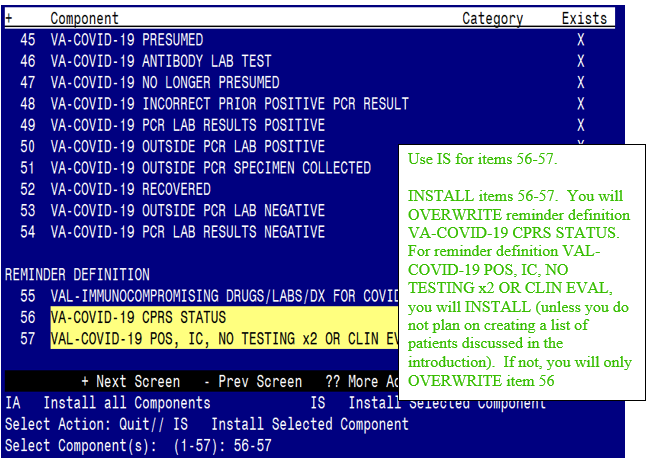 + Component Category Exists
45 VA-COVID-19 PRESUMED X
46 VA-COVID-19 ANTIBODY LAB TEST X
47 VA-COVID-19 NO LONGER PRESUMED X
48 VA-COVID-19 INCORRECT PRIOR POSITIVE PCR RESULT X
49 VA-COVID-19 PCR LAB RESULTS POSITIVE X
50 VA-COVID-19 OUTSIDE PCR LAB POSITIVE
51 VA-COVID-19 OUTSIDE PCR SPECIMEN COLLECTED
52 VA-COVID-19 RECOVERED
53 VA-COVID-19 OUTSIDE PCR LAB NEGATIVE
54 VA-COVID-19 PCR LAB RESULTS NEGATIVE
REMINDER DEFINITION
55 VAL-IMMUNOCOMPROMISING DRUGS/LABS/DX FOR COVID
56 VA-COVID-19 CPRS STATUS
57 VAL-COVID-19 POS, IC, NO TESTING x2 OR CLIN EV
Use IS for items 56-57.
INSTALL items 56-57. You will
OVERWRITE reminder definition
VA-COVID-19 CPRS STATUS.
For reminder definition VAL-
COVID-19 POS, IC, NO
TESTING x2 OR CLIN EVAL,
you will INSTALL (unless you do
not plan on creating a list of
patients discussed in the
introduction). If not, you will only
OVERWRITE item 56
+ Next Screen - Prev Screen ?? More Ac
IA Install all Components IS Install Selected Component
Select Action: Quit// IS Install Selected Component
Select Component(s): (1-57): 56-57